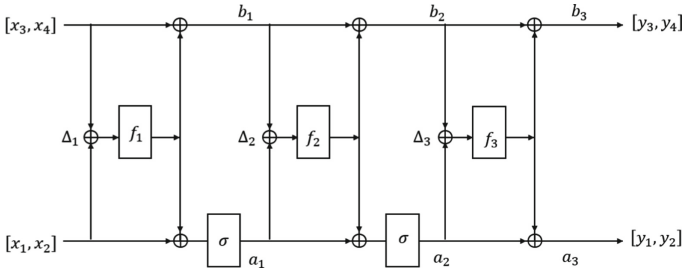 [x₃, x₄] b₁ b₂ b₃ [y₃, y₄]
Δ₁ f₁ Δ₂ f₂ Δ₃ f₃
[x₁, x₂] σ a₁ σ a₂ a₃ [y₁, y₂]